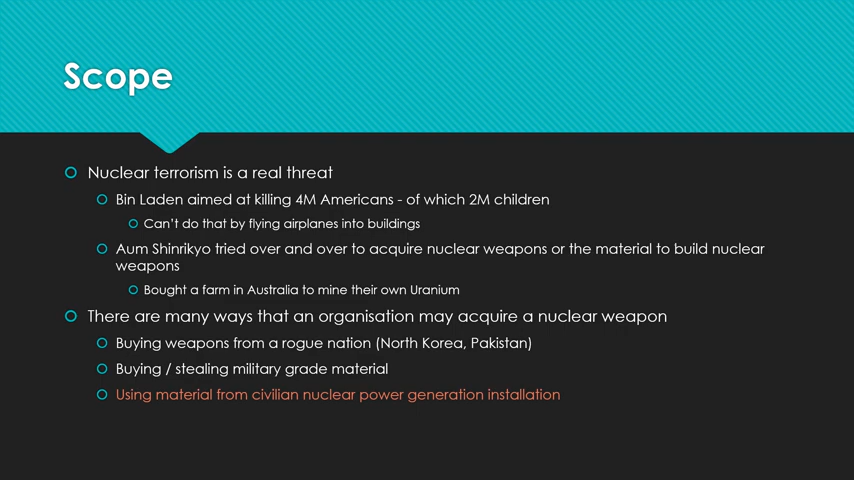 Scope
Nuclear terrorism is a real threat
Bin Laden aimed at killing 4M Americans - of which 2M children
Can't do that by flying airplanes into buildings
Aum Shinrikyo tried over and over to acquire nuclear weapons or the material to build nuclear
weapons
Bought a farm in Australia to mine their own Uranium
There are many ways that an organisation may acquire a nuclear weapon
Buying weapons from a rogue nation (North Korea, Pakistan)
Buying / stealing military grade material
Using material from civilian nuclear power generation installation